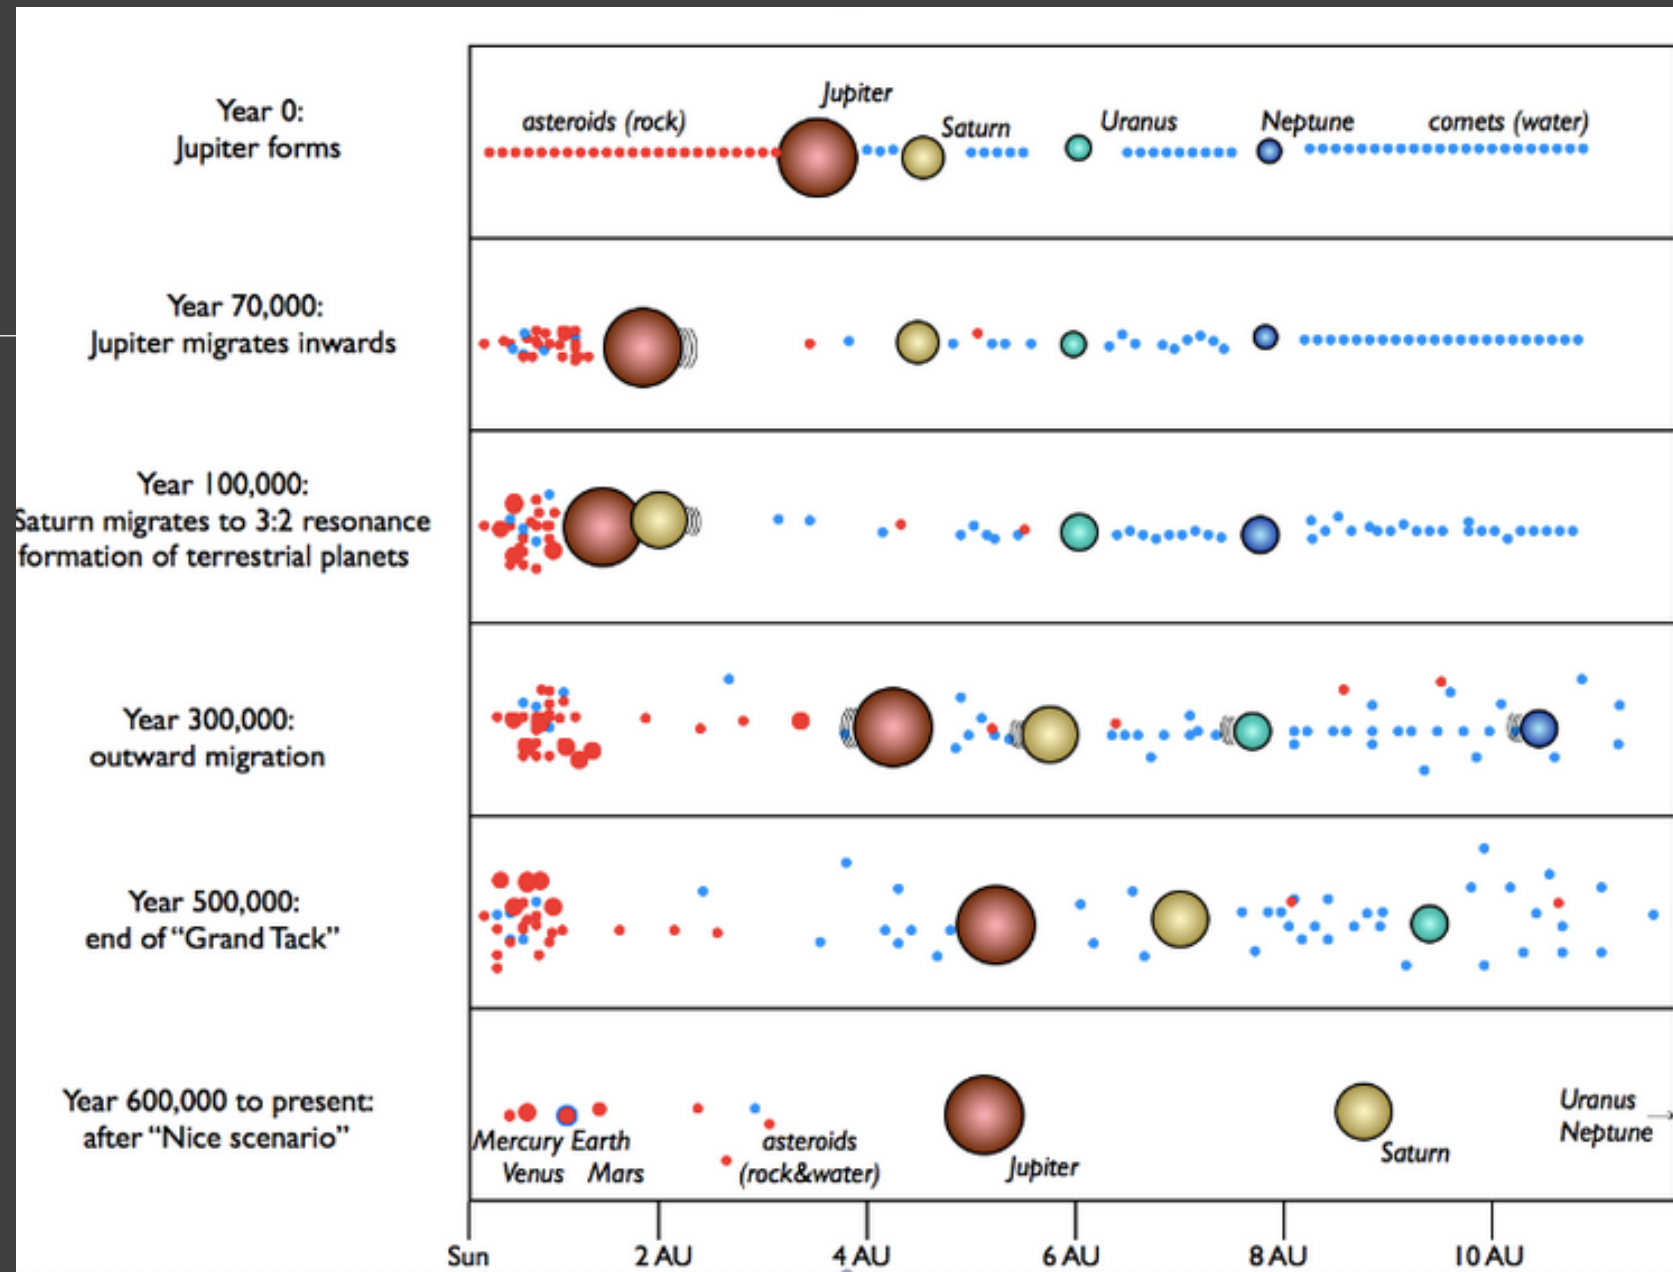 Year 0:
Jupiter forms
asteroids (rock)
Jupiter
Saturn
Uranus
Neptune
comets (water)
Year 70,000:
Jupiter migrates inwards
Year 100,000:
Saturn migrates to 3:2 resonance
formation of terrestrial planets
Year 300,000:
outward migration
Year 500,000:
end of “Grand Tack”
Year 600,000 to present:
after “Nice scenario”
Mercury Earth
Venus Mars
asteroids
(rock&water)
Jupiter
Saturn
Uranus
Neptune
Sun 2 AU 4 AU 6 AU 8 AU 10 AU